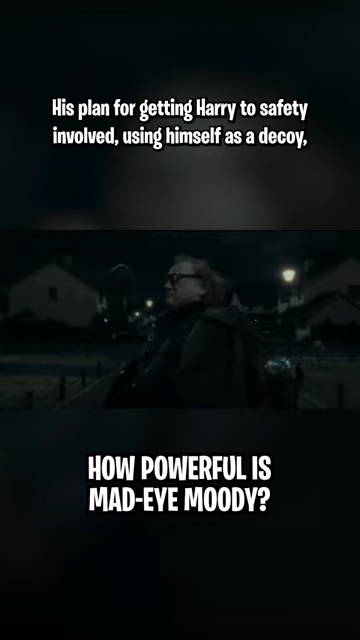 His plan for getting Harry to safety
involved, using himself as a decoy,
HOW POWERFUL IS
MAD-EYE MOODY?